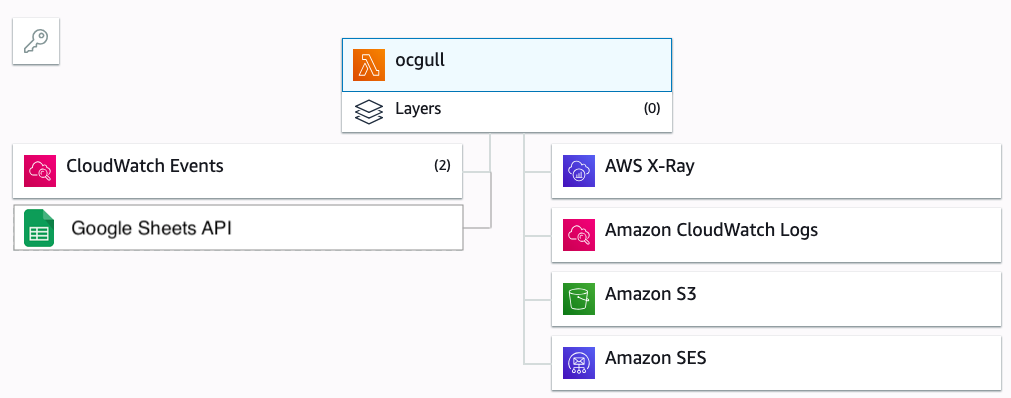 ocgull
Layers (0)
CloudWatch Events (2)
Google Sheets API
AWS X-Ray
Amazon CloudWatch Logs
Amazon S3
Amazon SES